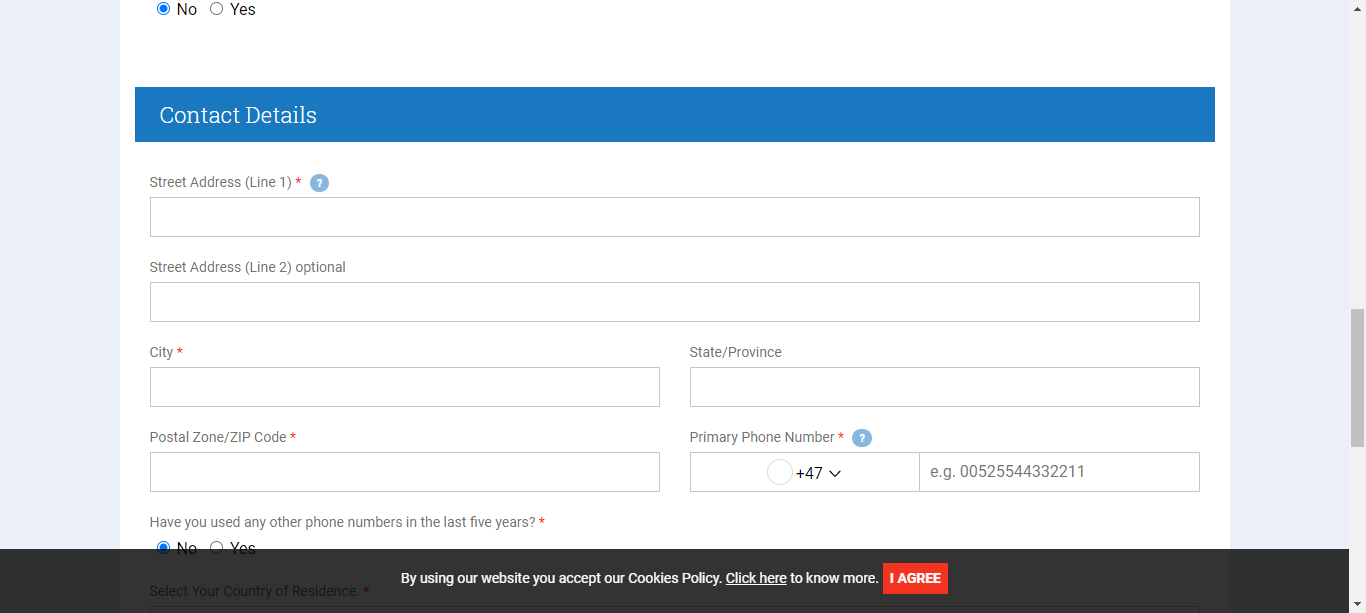 No Yes
Contact Details
Street Address (Line 1) * ?
Street Address (Line 2) optional
City * State/Province
Postal Zone/ZIP Code * Primary Phone Number * ?
+47 e.g. 00525544332211
Have you used any other phone numbers in the last five years? *
No Yes
By using our website you accept our Cookies Policy. Click here to know more. I AGREE
Select Your Country of Residence. *